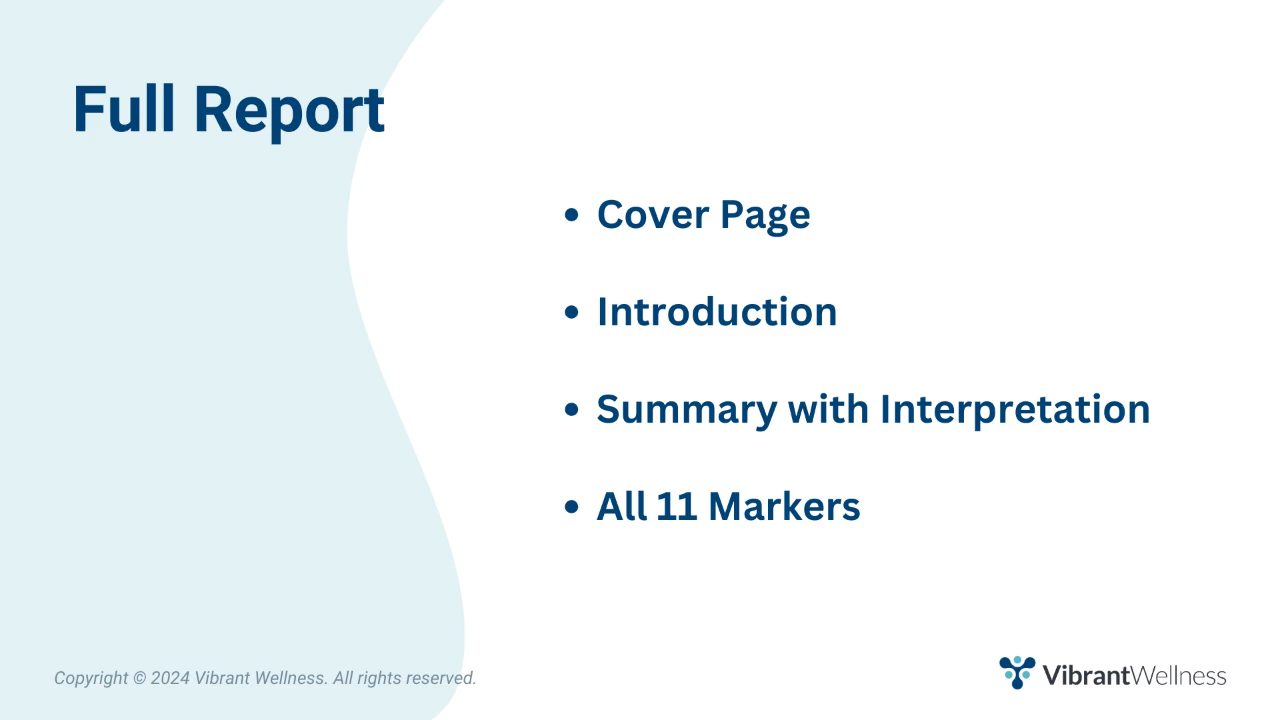 Full Report
• Cover Page
• Introduction
• Summary with Interpretation
• All 11 Markers
Copyright © 2024 Vibrant Wellness. All rights reserved.
VibrantWellness